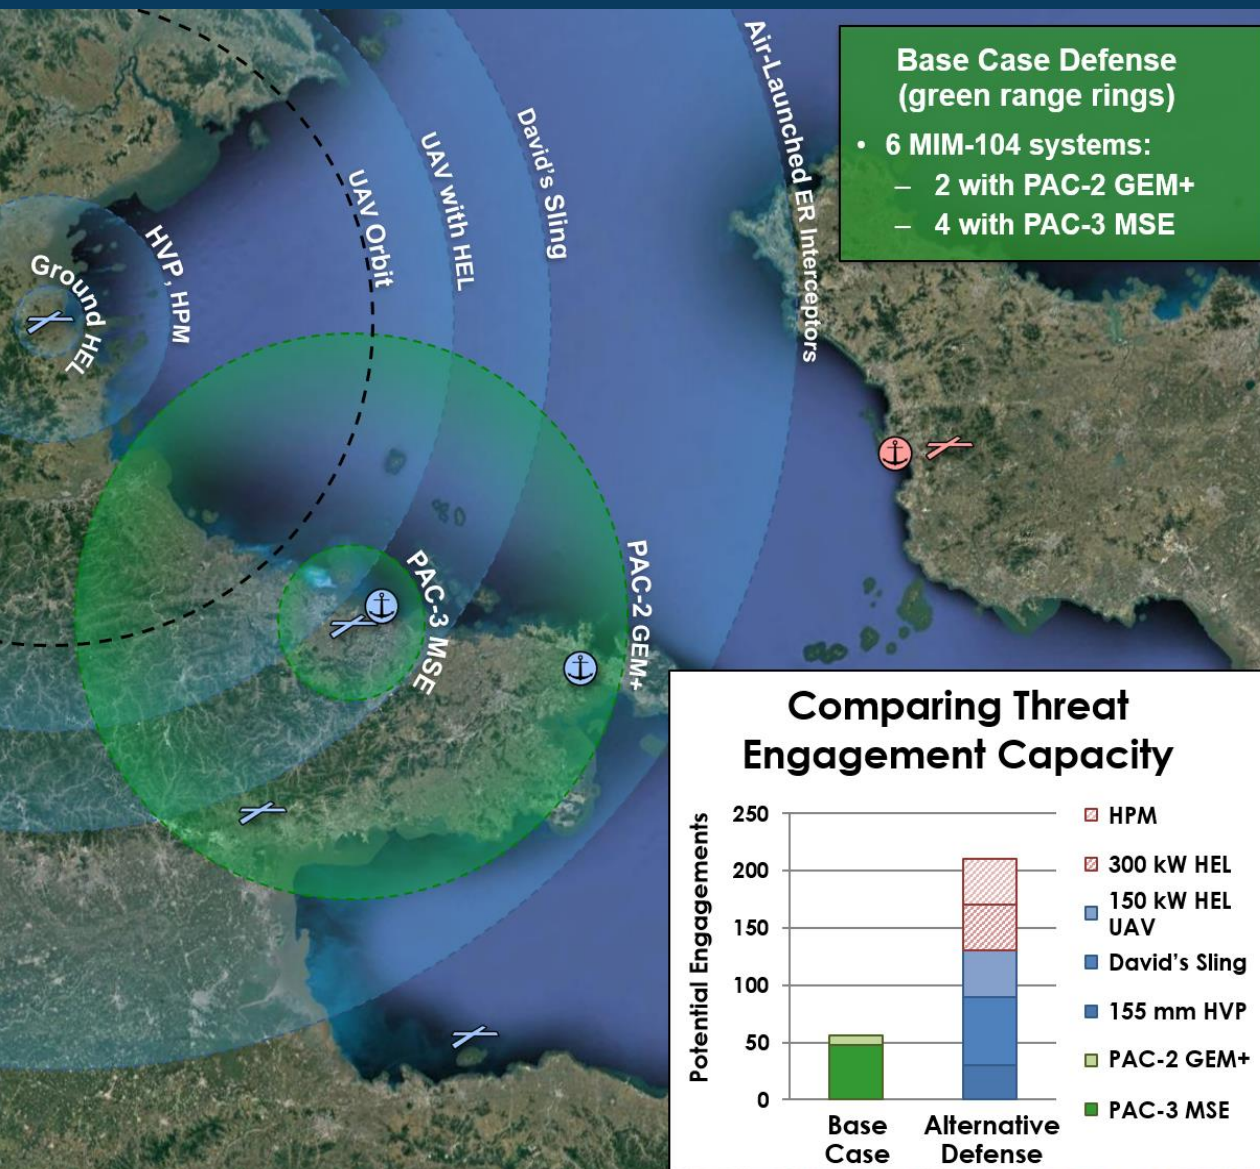 Base Case Defense
(green range rings)
• 6 MIM-104 systems:
– 2 with PAC-2 GEM+
– 4 with PAC-3 MSE
Ground HEL
HVP, HPM
UAV Orbit
UAV with HEL
David's Sling
Air-Launched ER Interceptors
PAC-3 MSE
PAC-2 GEM+
Comparing Threat
Engagement Capacity
Potential Engagements
250
200
150
100
50
0
Base
Case
Alternative
Defense
HPM
300 kW HEL
150 kW HEL
UAV
David's Sling
155 mm HVP
PAC-2 GEM+
PAC-3 MSE